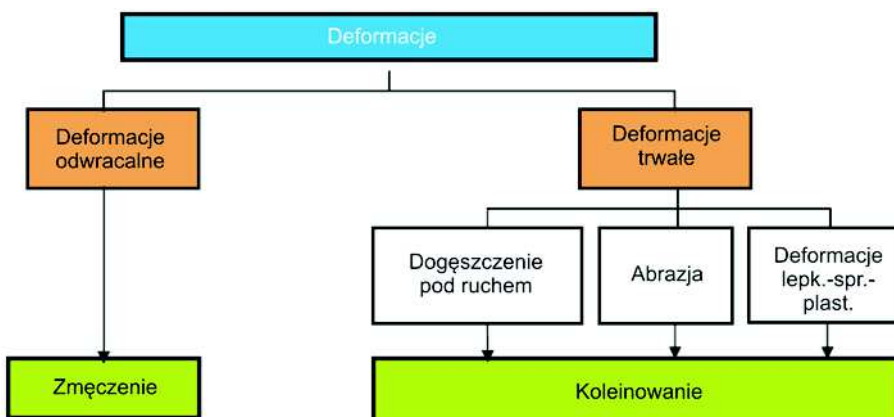 Deformacje
Deformacje
odwracalne
Deformacje
trwałe
Dogęszczenie
pod ruchem
Abrazja
Deformacje
lepk.-spr.-
plast.
Zmęczenie
Koleinowanie